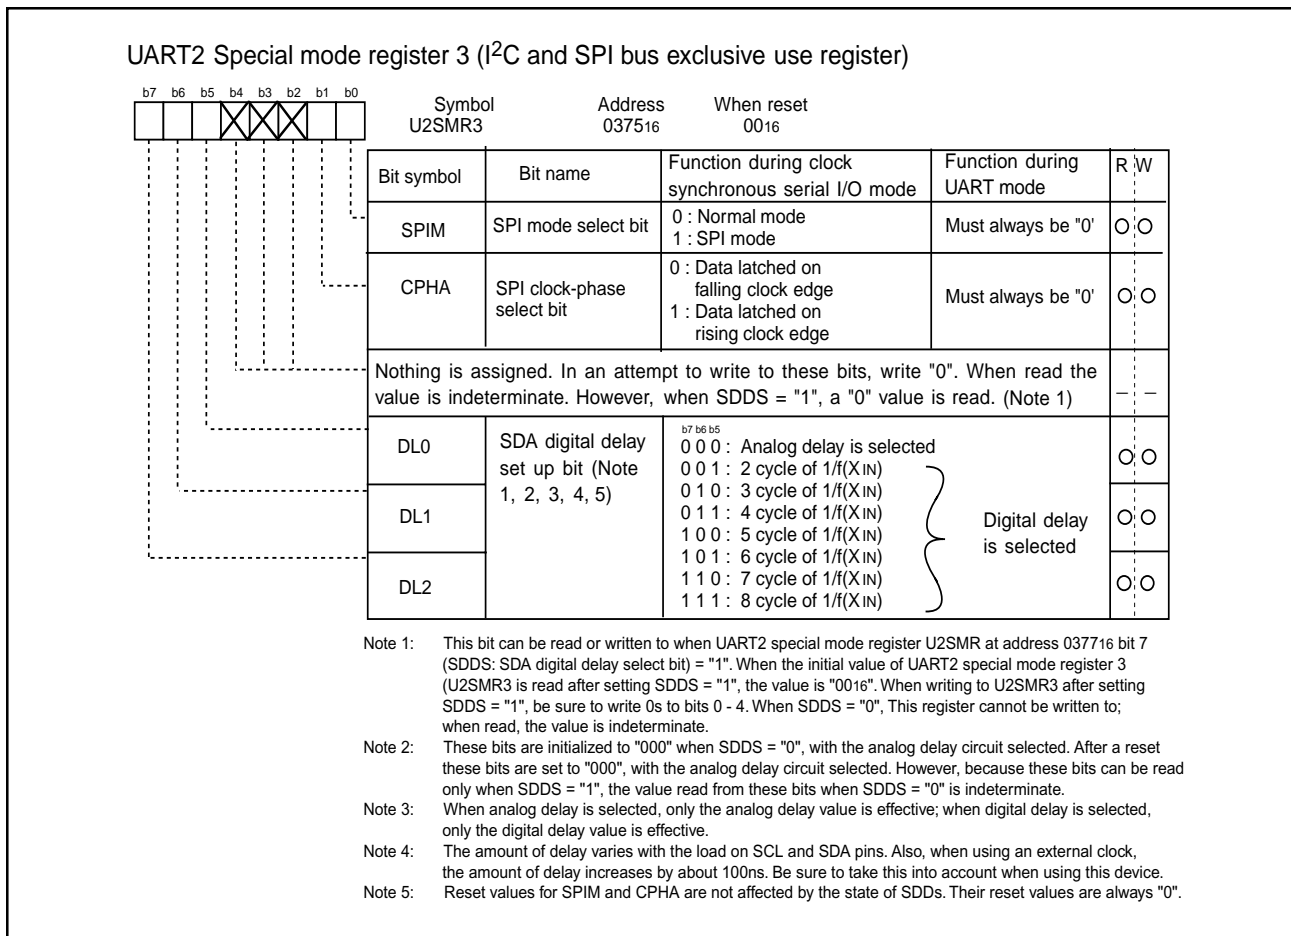 UART2 Special mode register 3 (I2C and SPI bus exclusive use register)
b7 b6 b5 b4 b3 b2 b1 b0
Symbol Address When reset
U2SMR3 037516 0016
Bit symbol Bit name Function during clock synchronous serial I/O mode Function during UART mode R W
SPIM SPI mode select bit 0 : Normal mode Must always be "0' O O
1 : SPI mode
CPHA SPI clock-phase select bit 0 : Data latched on falling clock edge Must always be "0' O O
1 : Data latched on rising clock edge
Nothing is assigned. In an attempt to write to these bits, write "0". When read the
value is indeterminate. However, when SDDS = "1", a "0" value is read. (Note 1) – –
DL0 SDA digital delay set up bit (Note 1, 2, 3, 4, 5) O O
DL1 O O
DL2 O O
b7 b6 b5
0 0 0 : Analog delay is selected
0 0 1 : 2 cycle of 1/f(XIN)
0 1 0 : 3 cycle of 1/f(XIN)
0 1 1 : 4 cycle of 1/f(XIN)
1 0 0 : 5 cycle of 1/f(XIN)
1 0 1 : 6 cycle of 1/f(XIN)
1 1 0 : 7 cycle of 1/f(XIN)
1 1 1 : 8 cycle of 1/f(XIN)
Digital delay
is selected
Note 1: This bit can be read or written to when UART2 special mode register U2SMR at address 037716 bit 7
(SDDS: SDA digital delay select bit) = "1". When the initial value of UART2 special mode register 3
(U2SMR3 is read after setting SDDS = "1", the value is "0016". When writing to U2SMR3 after setting
SDDS = "1", be sure to write 0s to bits 0 - 4. When SDDS = "0", This register cannot be written to;
when read, the value is indeterminate.
Note 2: These bits are initialized to "000" when SDDS = "0", with the analog delay circuit selected. After a reset
these bits are set to "000", with the analog delay circuit selected. However, because these bits can be read
only when SDDS = "1", the value read from these bits when SDDS = "0" is indeterminate.
Note 3: When analog delay is selected, only the analog delay value is effective; when digital delay is selected,
only the digital delay value is effective.
Note 4: The amount of delay varies with the load on SCL and SDA pins. Also, when using an external clock,
the amount of delay increases by about 100ns. Be sure to take this into account when using this device.
Note 5: Reset values for SPIM and CPHA are not affected by the state of SDDs. Their reset values are always "0".